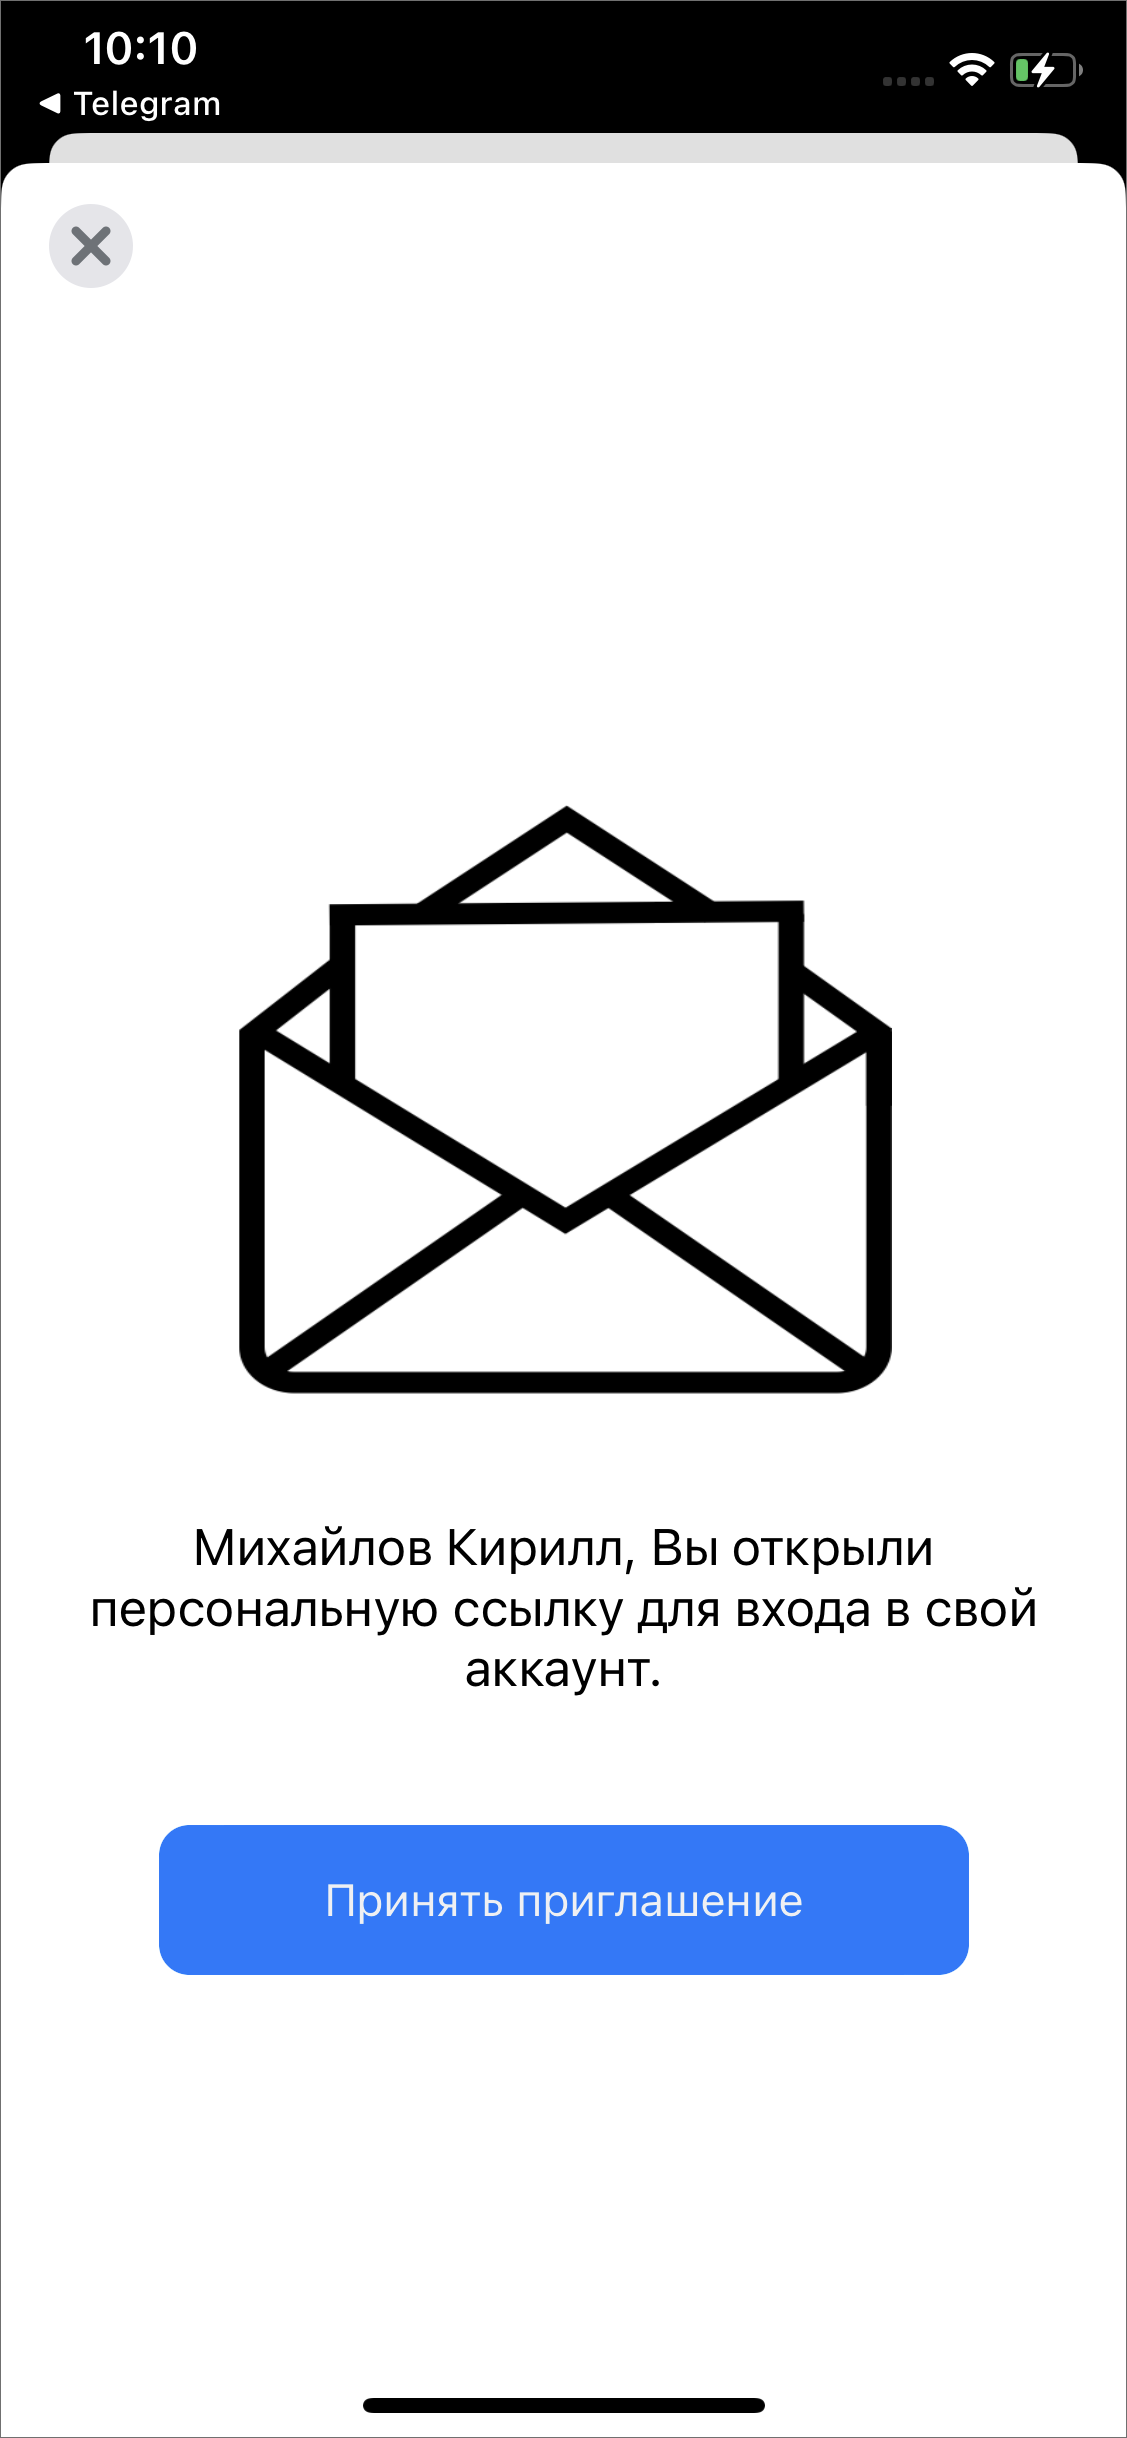 10:10
Telegram
Михайлов Кирилл, Вы открыли
персональную ссылку для входа в свой
аккаунт.
Принять приглашение